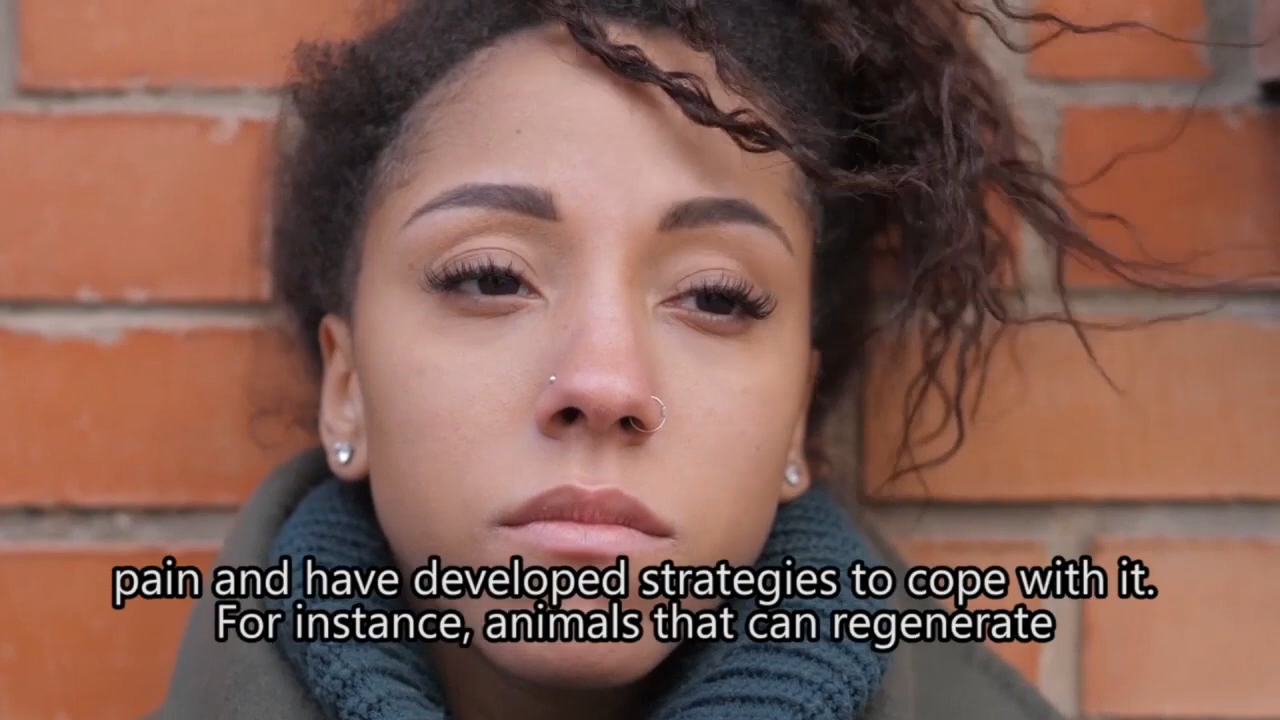 pain and have developed strategies to cope with it.
For instance, animals that can regenerate